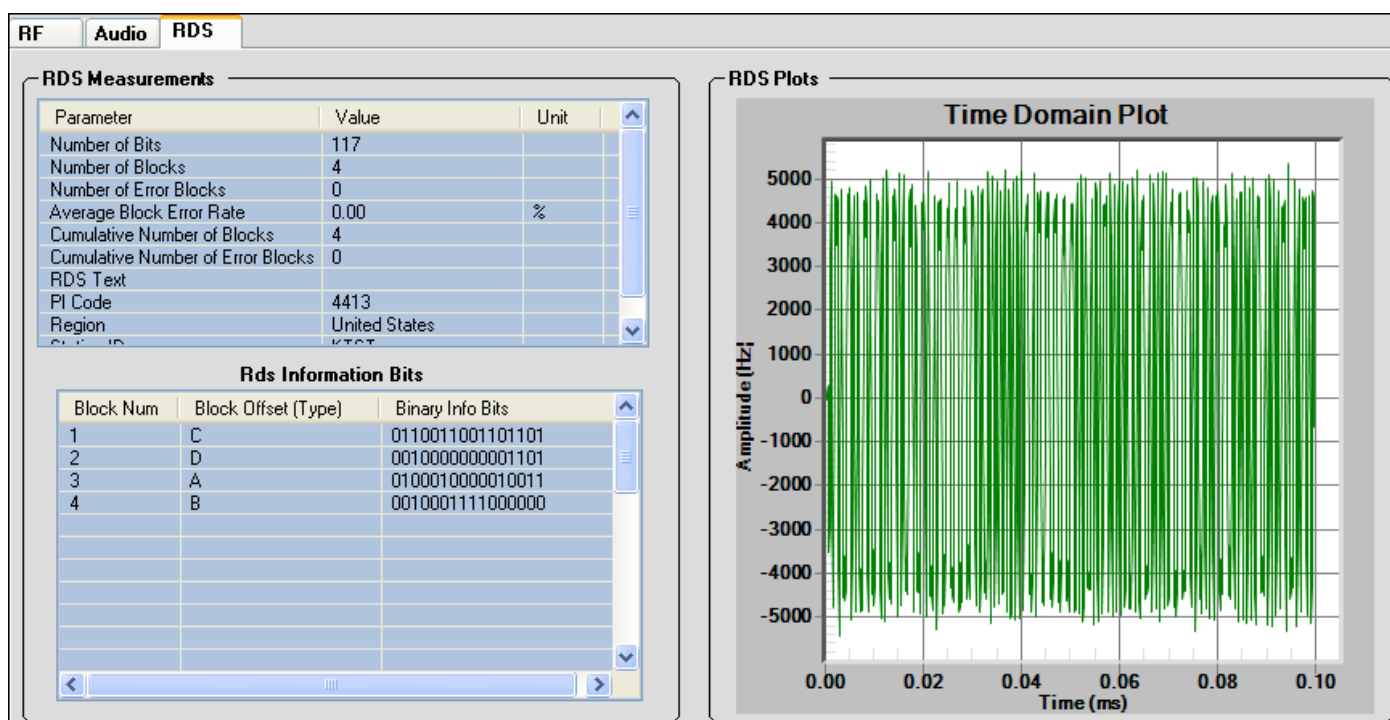 RF Audio RDS
RDS Measurements
Parameter Value Unit
Number of Bits 117
Number of Blocks 4
Number of Error Blocks 0
Average Block Error Rate 0.00 %
Cumulative Number of Blocks 4
Cumulative Number of Error Blocks 0
RDS Text
PI Code 4413
Region United States
Rds Information Bits
Block Num Block Offset (Type) Binary Info Bits
1 C 0110011001101101
2 D 0010000000001101
3 A 0100010000010011
4 B 0010001111000000
RDS Plots
Time Domain Plot
5000
4000
3000
2000
1000
0
-1000
-2000
-3000
-4000
-5000
Amplitude (Hz)
0.00 0.02 0.04 0.06 0.08 0.10
Time (ms)